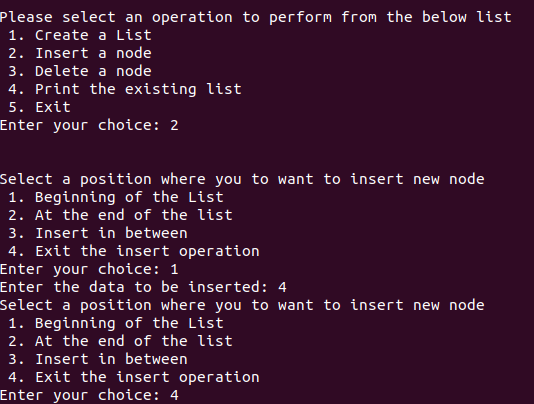 Please select an operation to perform from the below list
1. Create a List
2. Insert a node
3. Delete a node
4. Print the existing list
5. Exit
Enter your choice: 2
Select a position where you to want to insert new node
1. Beginning of the List
2. At the end of the list
3. Insert in between
4. Exit the insert operation
Enter your choice: 1
Enter the data to be inserted: 4
Select a position where you to want to insert new node
1. Beginning of the List
2. At the end of the list
3. Insert in between
4. Exit the insert operation
Enter your choice: 4